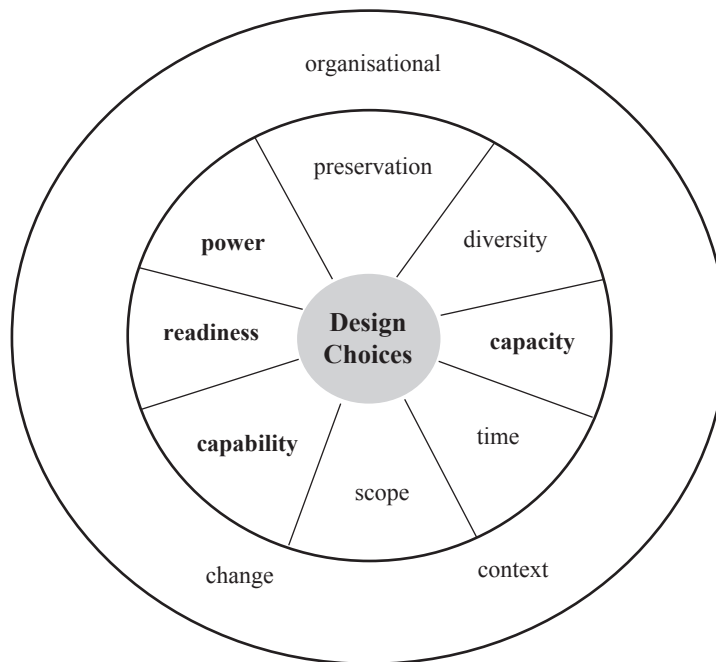 organisational
preservation
power
diversity
readiness
Design
Choices
capacity
capability
time
scope
change
context